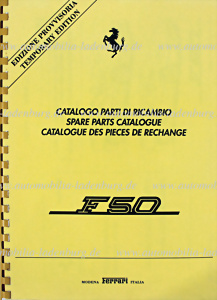 EDIZIONE PROVVISORIA
TEMPORARY EDITION
CATALOGO PARTI DI RICAMBIO
SPARE PARTS CATALOGUE
CATALOGUE DES PIECES DE RECHANGE
F50
MODENA Ferrari ITALIA